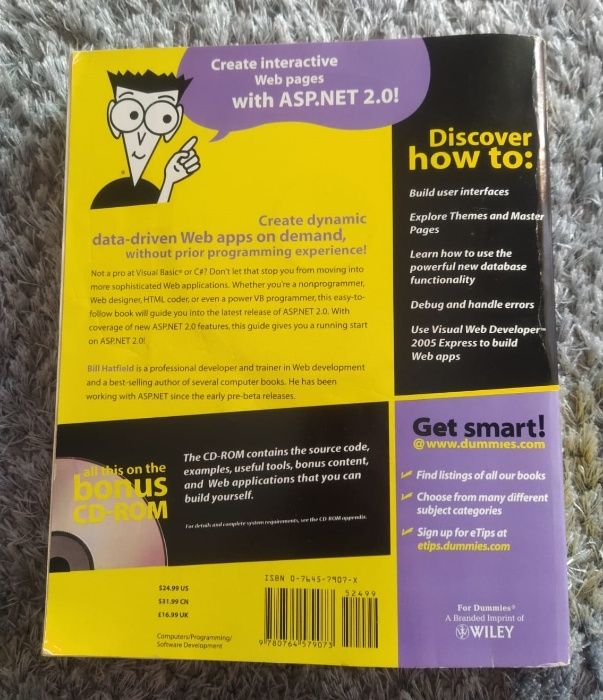 Create interactive
Web pages
with ASP.NET 2.0!
Create dynamic
data-driven Web apps on demand,
without prior programming experience!
Not a pro at Visual Basic® or C#? Don't let that stop you from moving into
more sophisticated Web applications. Whether you're a nonprogrammer,
Web designer, HTML coder, or even a power VB programmer, this easy-to-
follow book will guide you into the latest release of ASP.NET 2.0. With
coverage of new ASP.NET 2.0 features, this guide gives you a running start
on ASP.NET 2.0!
Bill Hatfield is a professional developer and trainer in Web development
and a best-selling author of several computer books. He has been
working with ASP.NET since the early pre-beta releases.
all this on the
bonus
CD-ROM
The CD-ROM contains the source code,
examples, useful tools, bonus content,
and Web applications that you can
build yourself.
For details and complete system requirements, see the CD-ROM appendix.
$24.99 US
$31.99 CN
£16.99 UK
Computers/Programming/
Software Development
ISBN 0-7645-7907-X
52499
9 780764 579073
Discover
how to:
Build user interfaces
Explore Themes and Master
Pages
Learn how to use the
powerful new database
functionality
Debug and handle errors
Use Visual Web Developer™
2005 Express to build
Web apps
Get smart!
@www.dummies.com
Find listings of all our books
Choose from many different
subject categories
Sign up for eTips at
etips.dummies.com
For Dummies®
A Branded Imprint of
WILEY